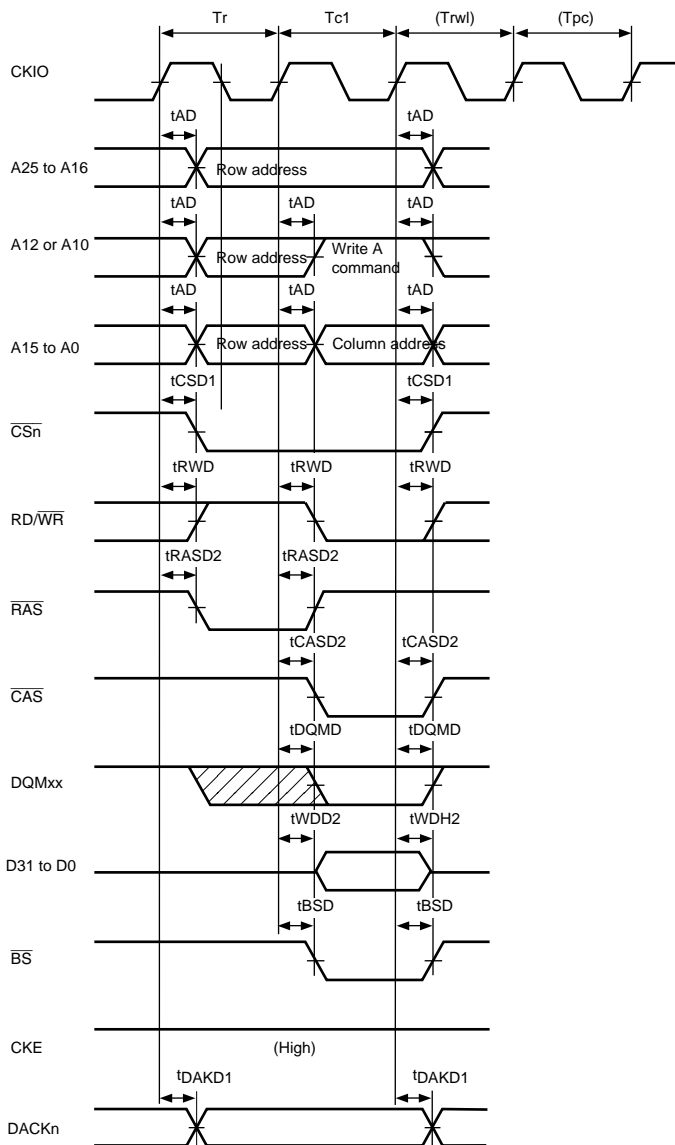 Tr Tc1 (Trwl) (Tpc)
CKIO
tAD tAD
A25 to A16 Row address
tAD tAD tAD
A12 or A10 Row address Write A command
tAD tAD tAD
A15 to A0 Row address Column address
tCSD1 tCSD1
CSn
tRWD tRWD tRWD
RD/WR
tRASD2 tRASD2
RAS
tCASD2 tCASD2
CAS
tDQMD tDQMD
DQMxx
tWDD2 tWDH2
D31 to D0
tBSD tBSD
BS
CKE (High)
tDAKD1 tDAKD1
DACKn